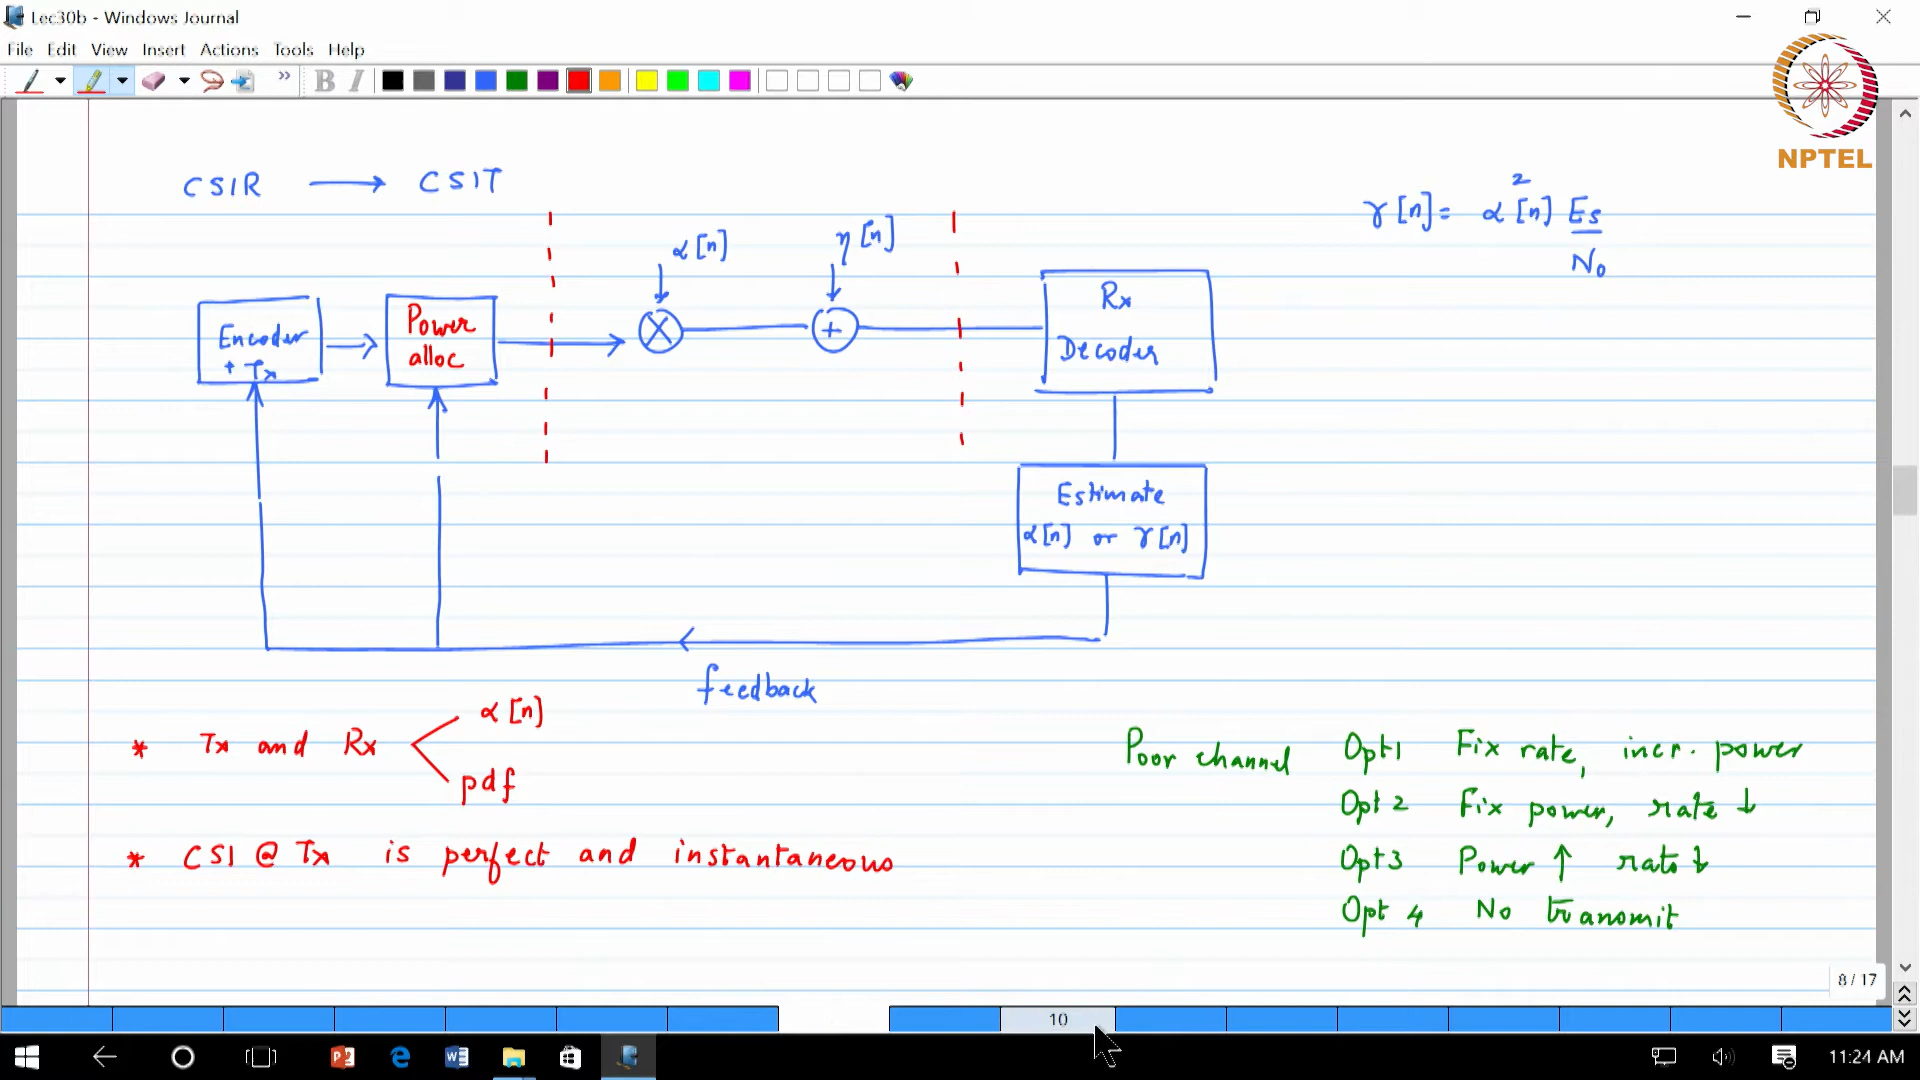 Lec30b - Windows Journal
File Edit View Insert Actions Tools Help
B I
NPTEL
CSIR → CSIT
γ[n] = α²[n] Es/No
α[n]
η[n]
Encoder
+ Tx
Power
alloc
×
+
Rx
Decoder
Estimate
α[n] or γ[n]
feedback
* Tx and Rx
α[n]
pdf
* CSI @ Tx is perfect and instantaneous
Poor channel
Opt1 Fix rate, incr. power
Opt 2 Fix power, rate ↓
Opt3 Power ↑ rate ↓
Opt 4 No transmit
8 / 17
10
11:24 AM